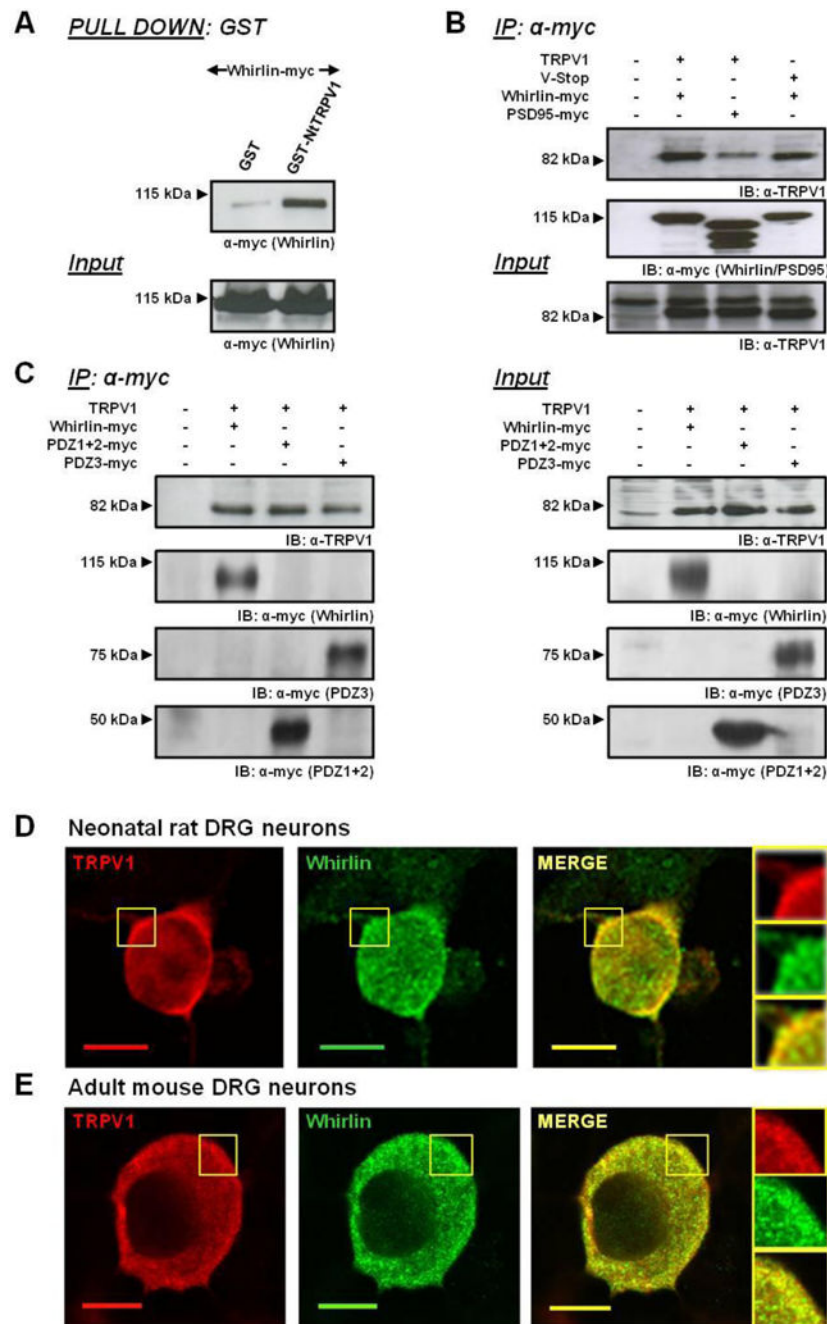 A PULL DOWN: GST
Whirlin-myc
GST
GST-NtTRPV1
115 kDa
α-myc (Whirlin)
Input
115 kDa
α-myc (Whirlin)
B IP: α-myc
TRPV1 - + + -
V-Stop - - - +
Whirlin-myc - + - +
PSD95-myc - - + -
82 kDa
IB: α-TRPV1
115 kDa
IB: α-myc (Whirlin/PSD95)
82 kDa
IB: α-TRPV1
C IP: α-myc
TRPV1 - + + +
Whirlin-myc - + - -
PDZ1+2-myc - - + -
PDZ3-myc - - - +
82 kDa
IB: α-TRPV1
115 kDa
IB: α-myc (Whirlin)
75 kDa
IB: α-myc (PDZ3)
50 kDa
IB: α-myc (PDZ1+2)
Input
TRPV1 - + + +
Whirlin-myc - + - -
PDZ1+2-myc - - + -
PDZ3-myc - - - +
82 kDa
IB: α-TRPV1
115 kDa
IB: α-myc (Whirlin)
75 kDa
IB: α-myc (PDZ3)
50 kDa
IB: α-myc (PDZ1+2)
D Neonatal rat DRG neurons
TRPV1
Whirlin
MERGE
E Adult mouse DRG neurons
TRPV1
Whirlin
MERGE